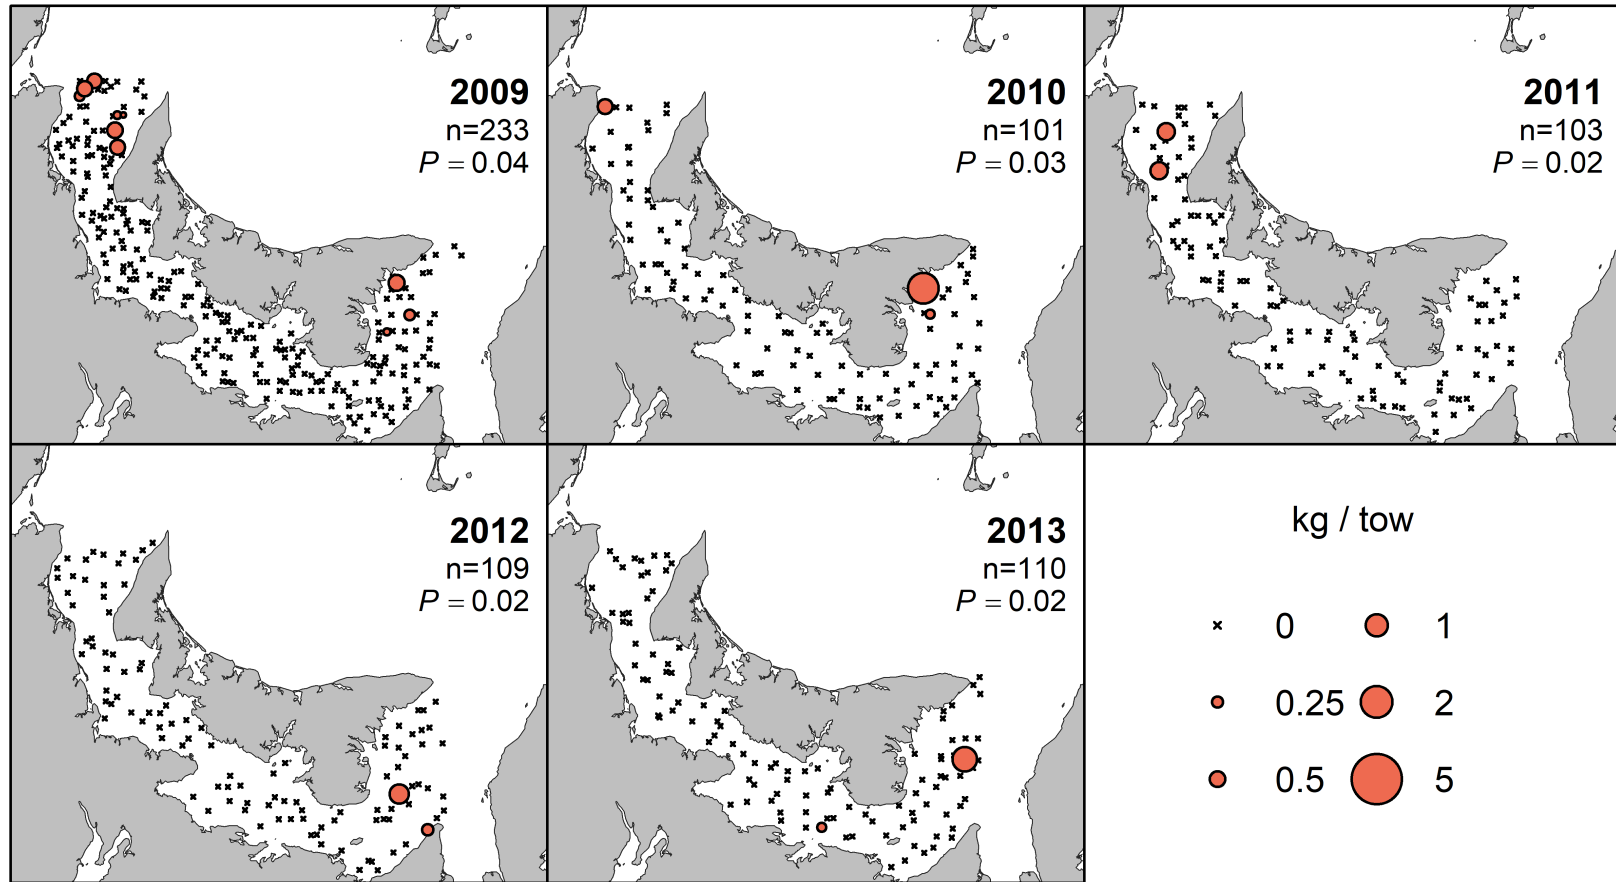 2009
n=233
P = 0.04
2010
n=101
P = 0.03
2011
n=103
P = 0.02
2012
n=109
P = 0.02
2013
n=110
P = 0.02
kg / tow
0 1
0.25 2
0.5 5